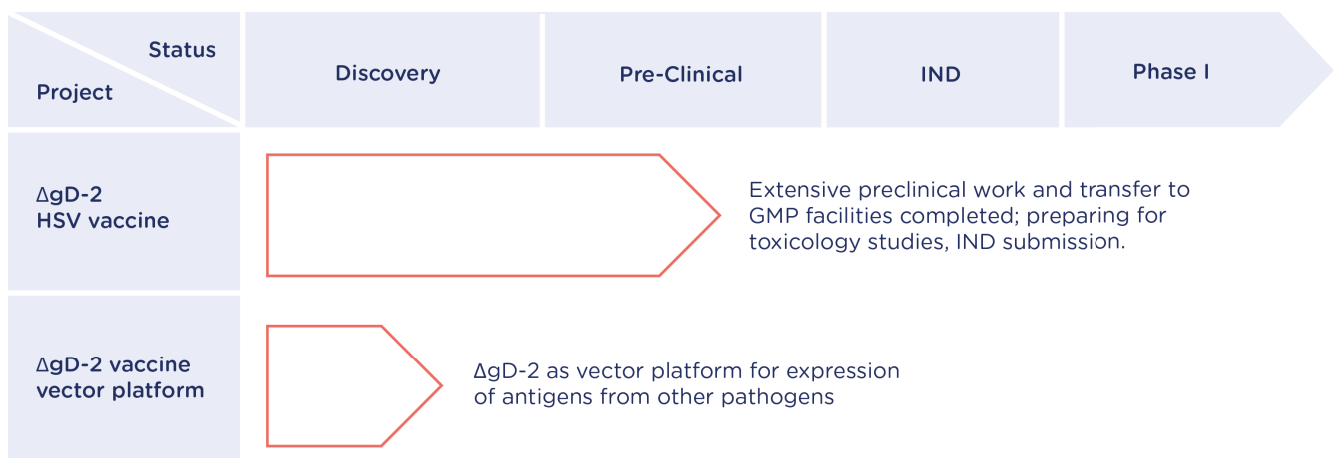 Status
Project
Discovery
Pre-Clinical
IND
Phase I
ΔgD-2
HSV vaccine
Extensive preclinical work and transfer to
GMP facilities completed; preparing for
toxicology studies, IND submission.
ΔgD-2 vaccine
vector platform
ΔgD-2 as vector platform for expression
of antigens from other pathogens